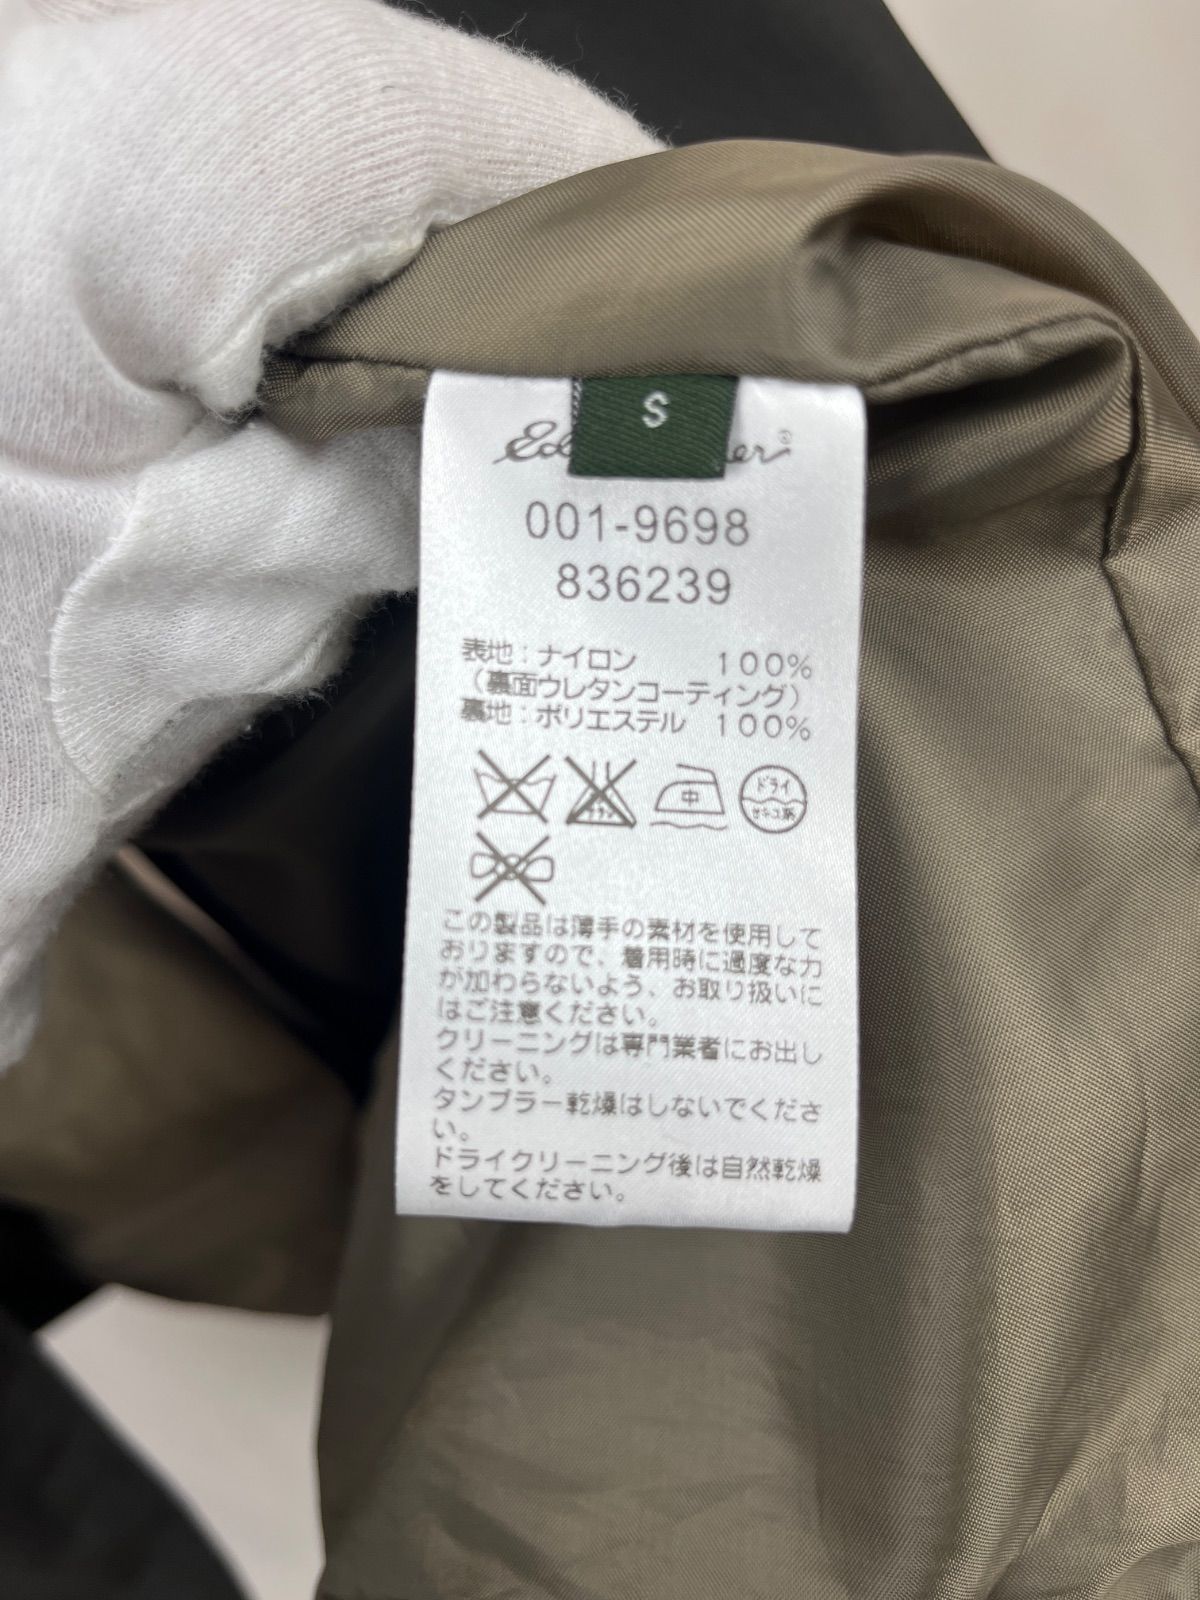 S
001-9698
836239
表地：ナイロン 100%
（裏面ウレタンコーティング）
裏地：ポリエステル 100%
中
ドライ
セキユ系
この製品は薄手の素材を使用して
おりますので、着用時に過度な力
が加わらないよう、お取り扱いに
はご注意ください。
クリーニングは専門業者にお出し
ください。
タンブラー乾燥はしないでくださ
い。
ドライクリーニング後は自然乾燥
をしてください。